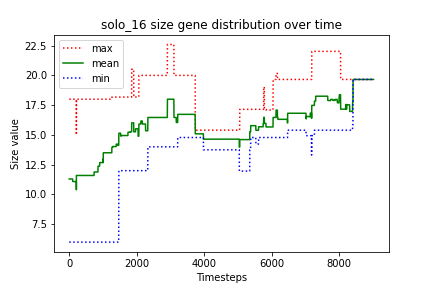 solo_16 size gene distribution over time
max
mean
min
Size value
22.5
20.0
17.5
15.0
12.5
10.0
7.5
0 2000 4000 6000 8000
Timesteps